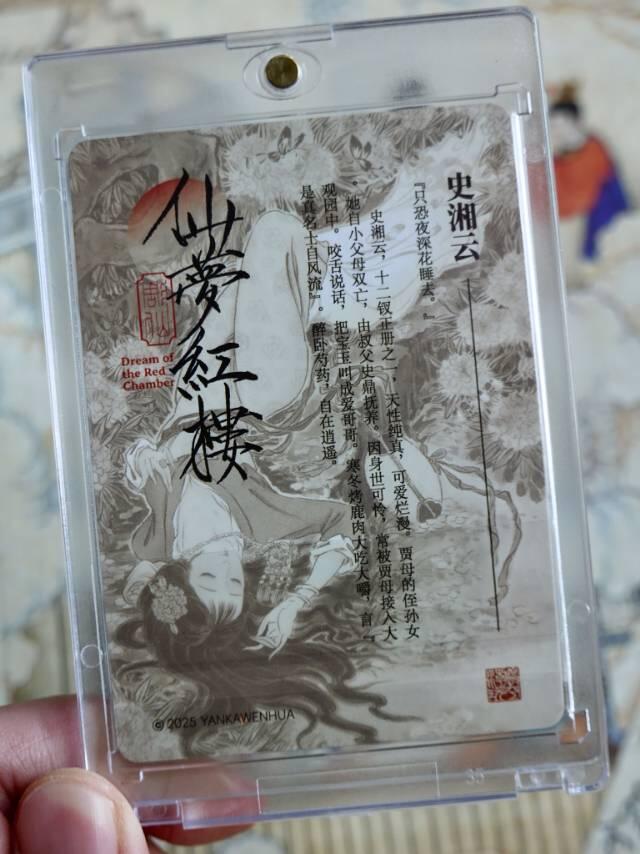 史湘云
『只恐夜深花睡去。』
史湘云，十二钗正册之一，天性纯真，可爱烂漫。贾母的侄孙女
。她自小父母双亡，由叔父史鼎抚养。因身世可怜，常被贾母接入大
观园中。咬舌说话，把宝玉叫成爱哥哥。寒冬烤鹿肉大吃大嚼，言『
是真名士自风流』。醉卧芍药，自在逍遥。
仙夢紅樓
Dream of
the Red
Chamber
© 2025 YANKAWENHUA